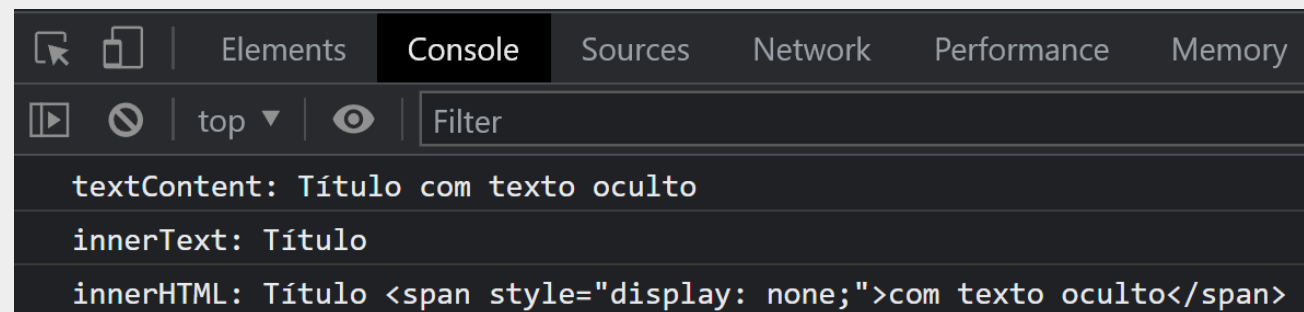 Elements Console Sources Network Performance Memory
top Filter
textContent: Título com texto oculto
innerText: Título
innerHTML: Título <span style="display: none;">com texto oculto</span>